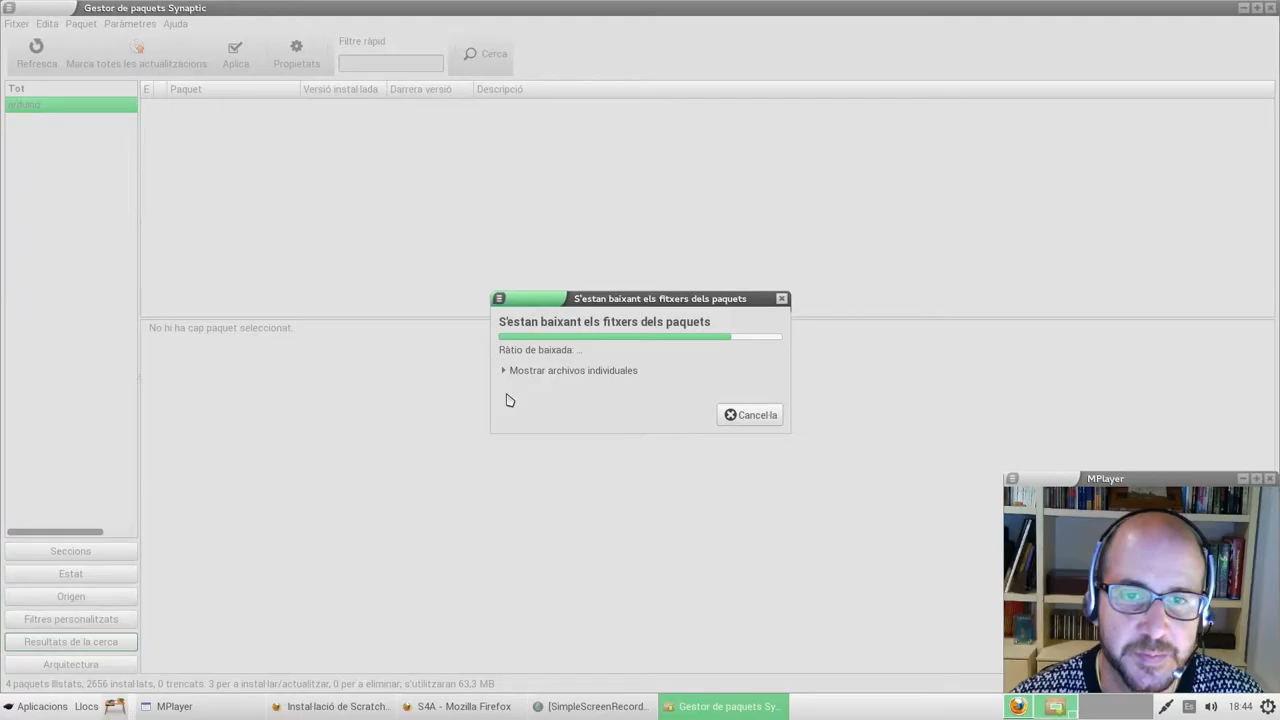 Gestor de paquets Synaptic
Fitxer Edita Paquet Paràmetres Ajuda
Refresca
Marca totes les actualitzacions
Aplica
Propietats
Filtre ràpid
Cerca
Tot
E Paquet Versió instal·lada Darrera versió Descripció
arduino
No hi ha cap paquet seleccionat.
S'estan baixant els fitxers dels paquets
S'estan baixant els fitxers dels paquets
Ràtio de baixada: ...
Mostrar archivos individuales
Cancel·la
MPlayer
Seccions
Estat
Origen
Filtres personalitzats
Resultats de la cerca
Arquitectura
4 paquets llistats, 2656 instal·lats, 0 trencats. 3 per a instal·lar/actualitzar, 0 per a eliminar, s'utilitzaran 63,3 MB
Aplicacions Llocs MPlayer Instal·lació de Scratch... S4A - Mozilla Firefox [SimpleScreenRecord... Gestor de paquets Sy... Es 18:44